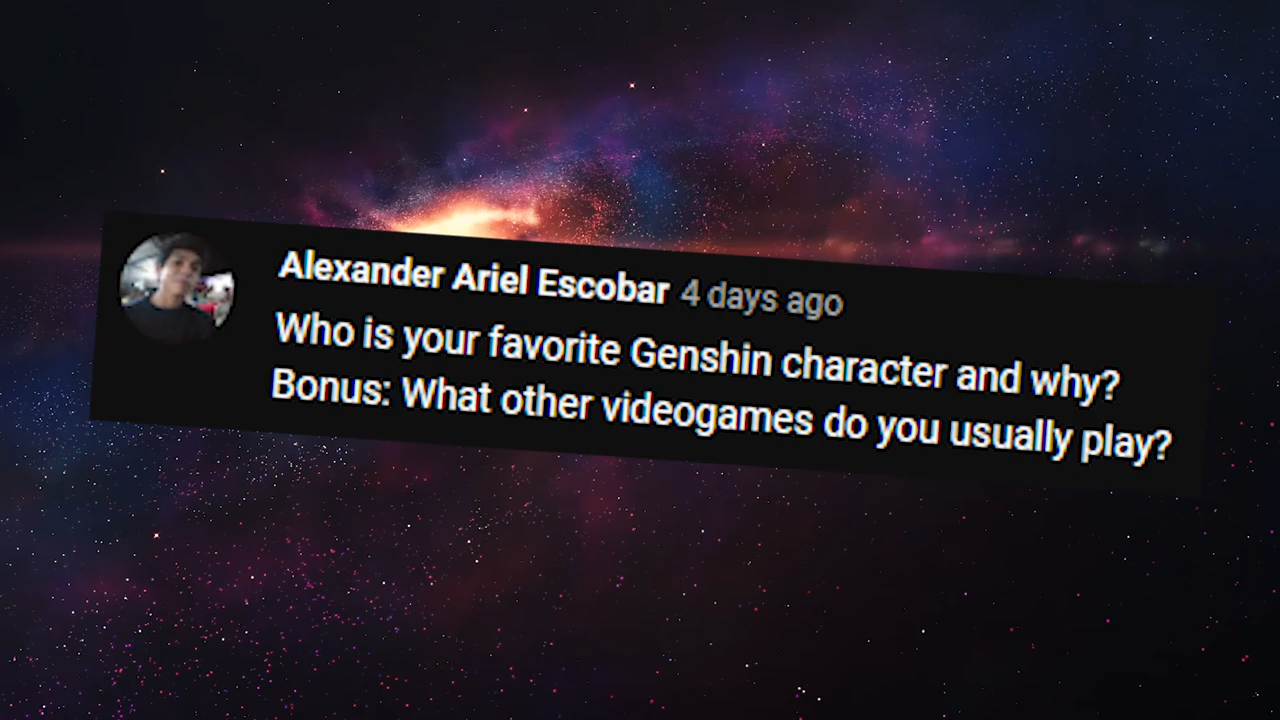 Alexander Ariel Escobar 4 days ago
Who is your favorite Genshin character and why?
Bonus: What other videogames do you usually play?